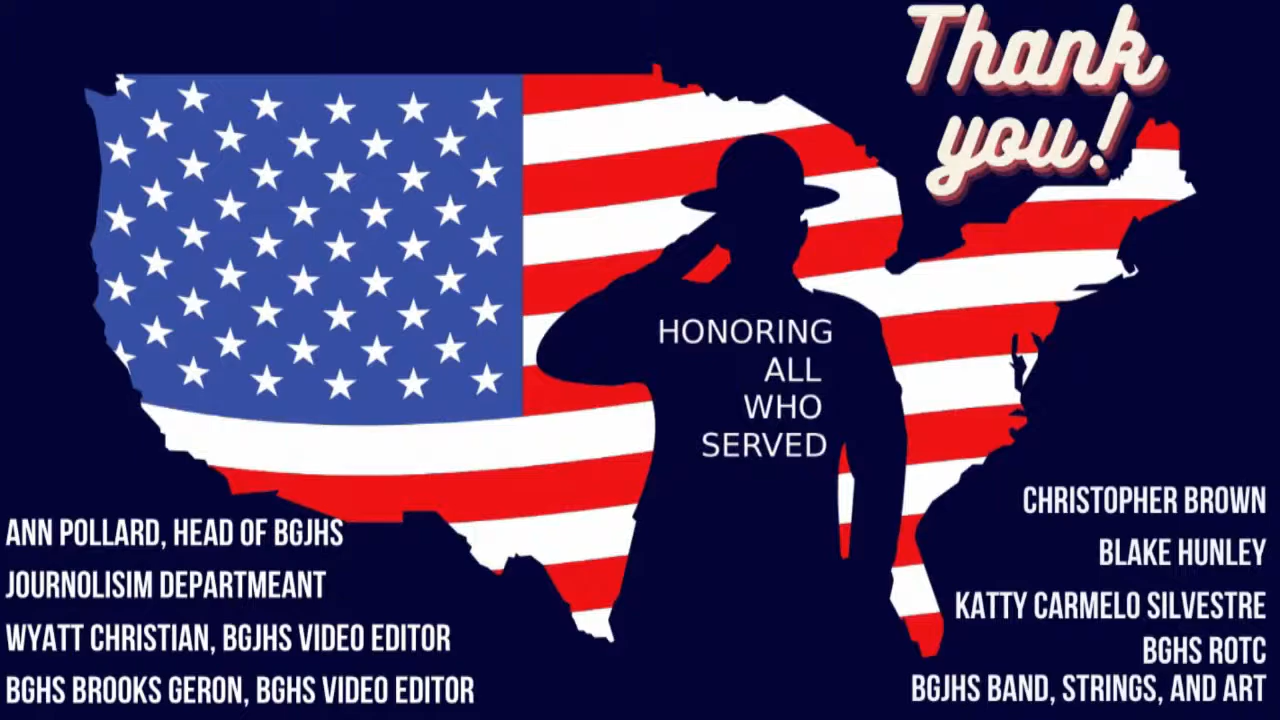 Thank
you!
HONORING
ALL
WHO
SERVED
ANN POLLARD, HEAD OF BGJHS
JOURNOLISIM DEPARTMEANT
WYATT CHRISTIAN, BGJHS VIDEO EDITOR
BGHS BROOKS GERON, BGHS VIDEO EDITOR
CHRISTOPHER BROWN
BLAKE HUNLEY
KATTY CARMELO SILVESTRE
BGHS ROTC
BGJHS BAND, STRINGS, AND ART